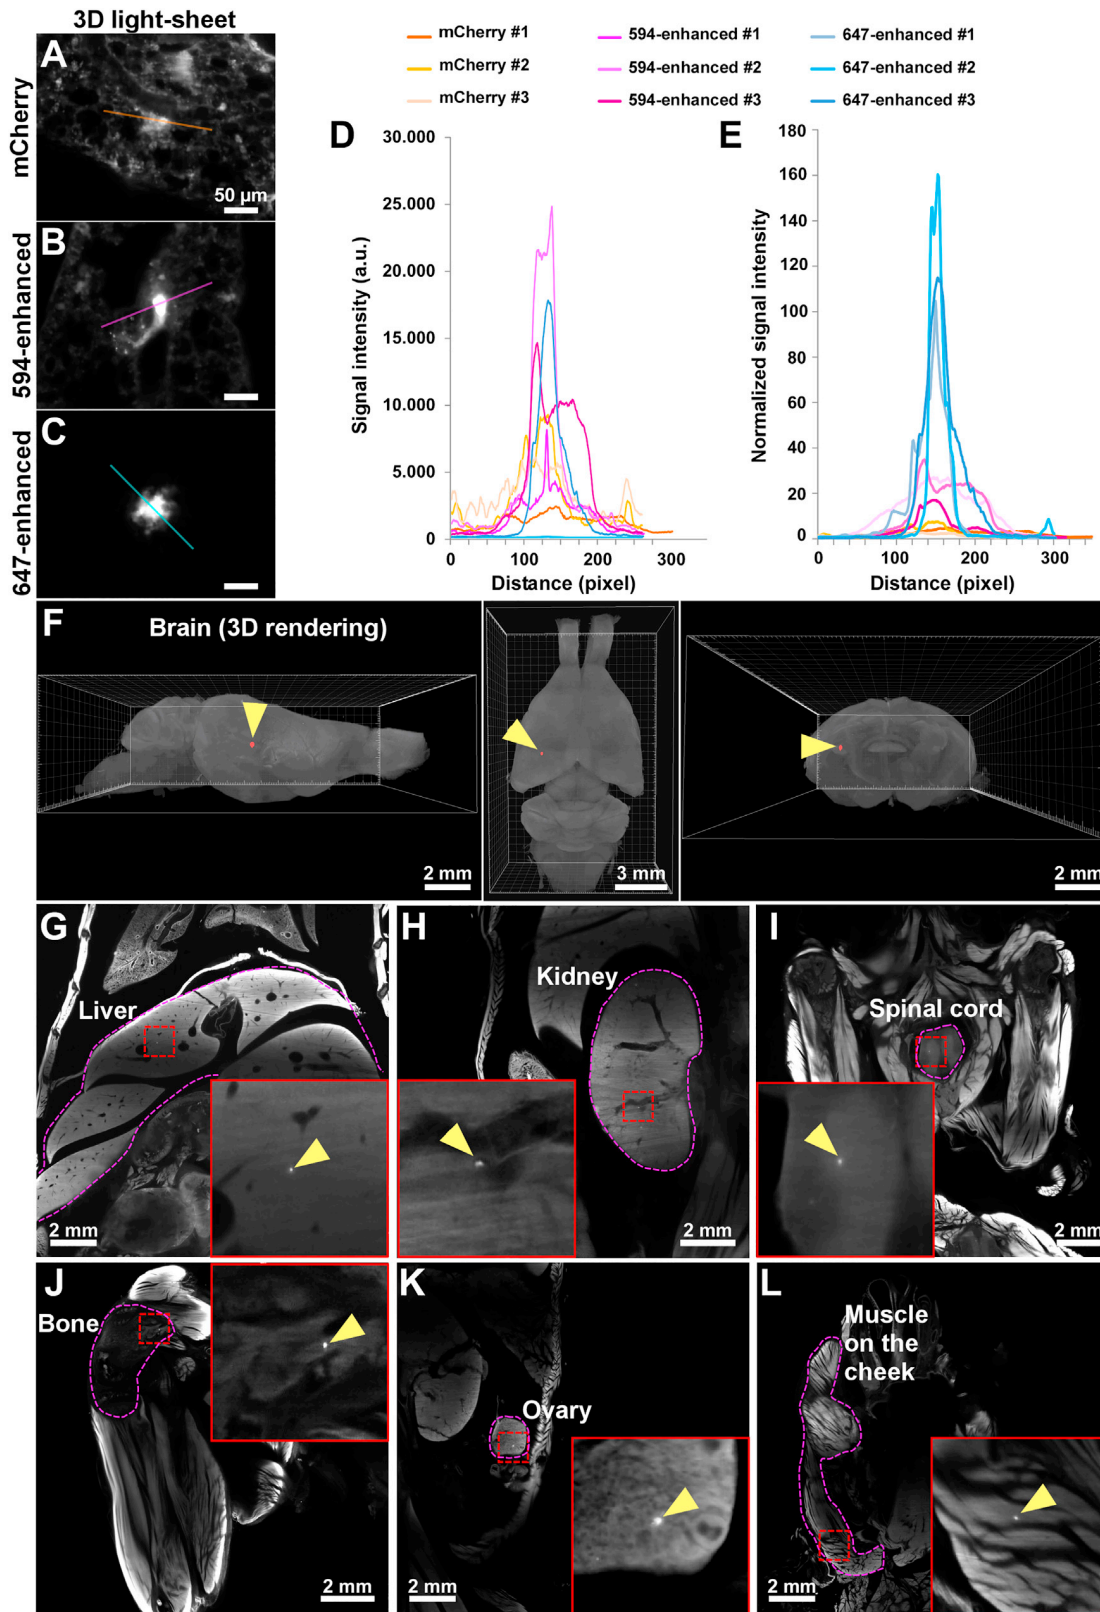 3D light-sheet
A
mCherry
50 µm
B
594-enhanced
C
647-enhanced
mCherry #1
594-enhanced #1
647-enhanced #1
mCherry #2
594-enhanced #2
647-enhanced #2
mCherry #3
594-enhanced #3
647-enhanced #3
D
Signal intensity (a.u.)
30.000
25.000
20.000
15.000
10.000
5.000
0
0
100
200
300
Distance (pixel)
E
Normalized signal intensity
180
160
140
120
100
80
60
40
20
0
0
100
200
300
Distance (pixel)
F
Brain (3D rendering)
2 mm
3 mm
2 mm
G
Liver
2 mm
H
Kidney
2 mm
I
Spinal cord
2 mm
J
Bone
2 mm
K
Ovary
2 mm
L
Muscle
on the
cheek
2 mm